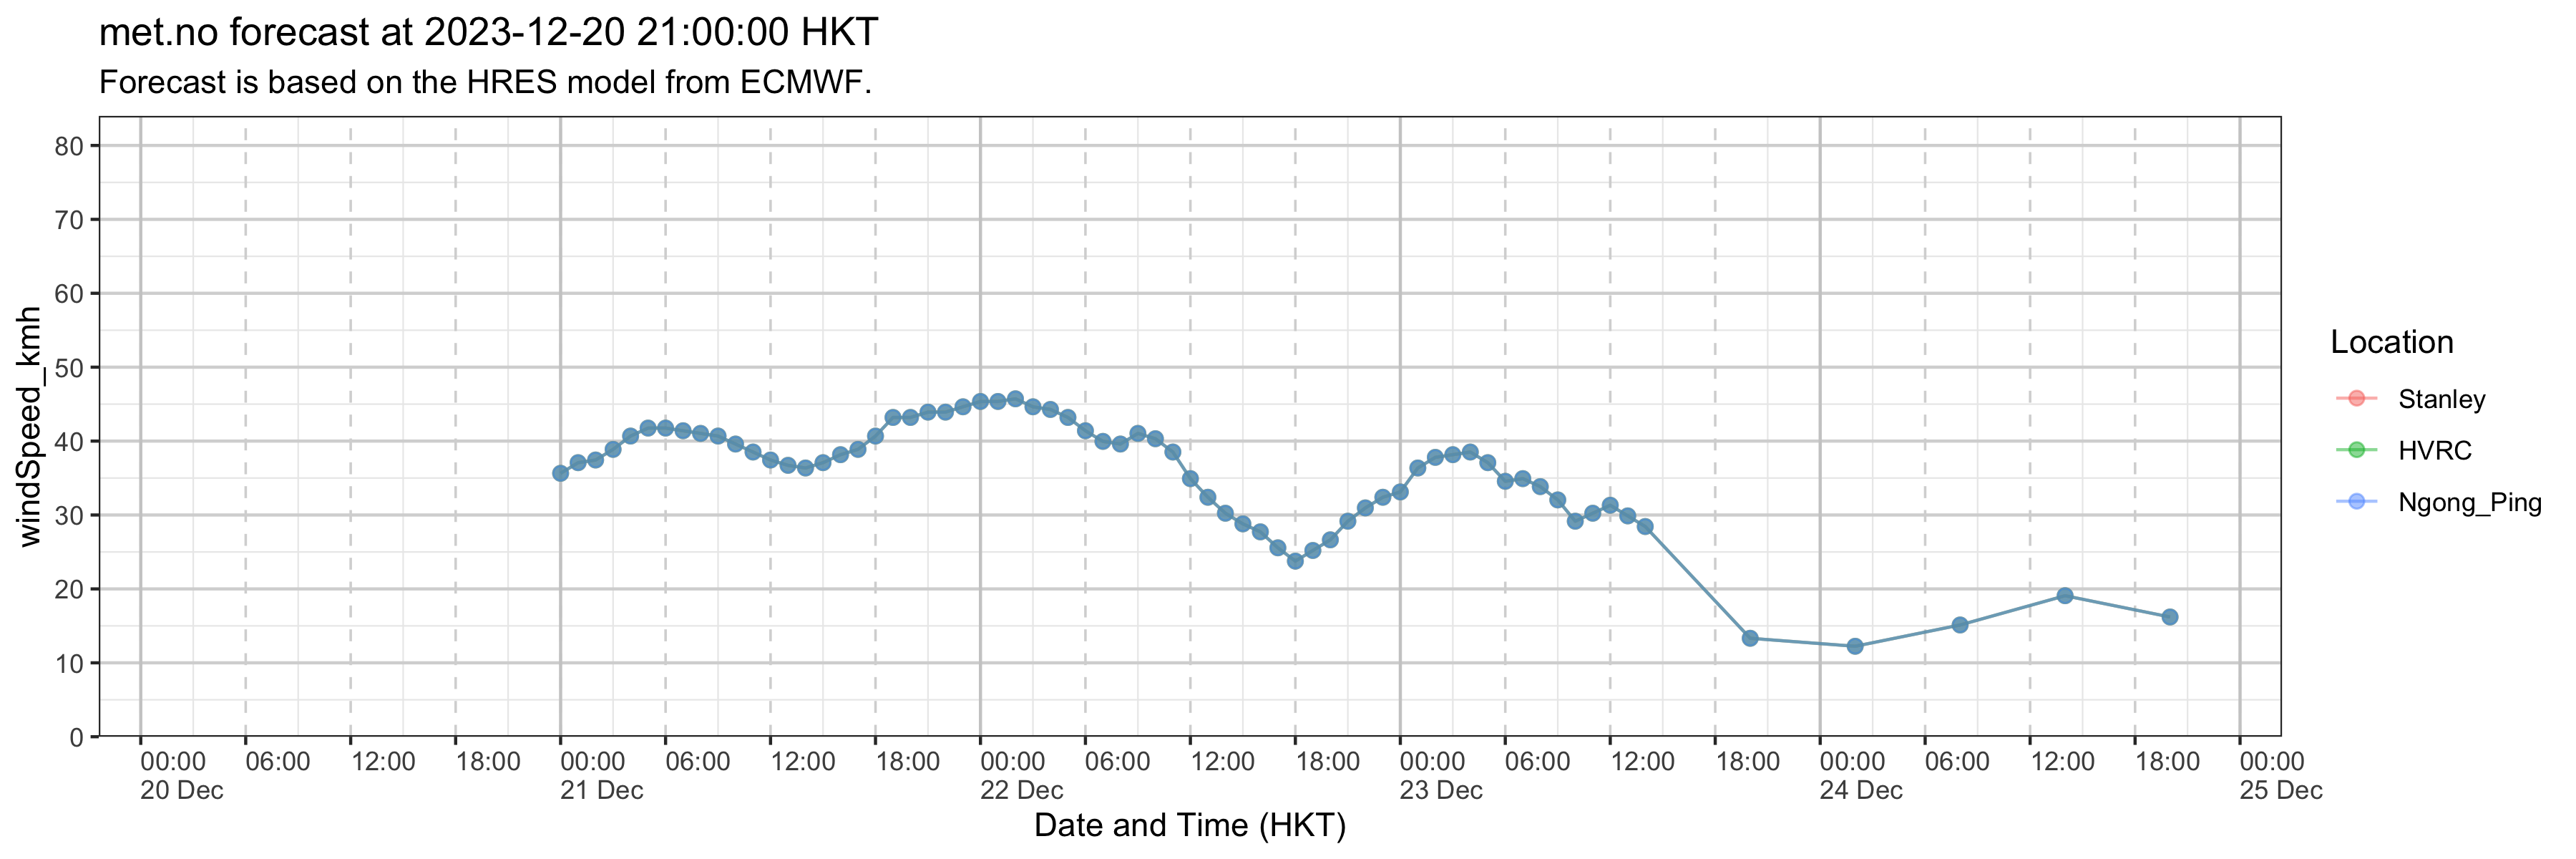 met.no forecast at 2023-12-20 21:00:00 HKT
Forecast is based on the HRES model from ECMWF.
windSpeed_kmh
80
70
60
50
40
30
20
10
0
00:00 06:00 12:00 18:00 00:00 06:00 12:00 18:00 00:00 06:00 12:00 18:00 00:00 06:00 12:00 18:00 00:00 06:00 12:00 18:00 00:00
20 Dec 21 Dec 22 Dec 23 Dec 24 Dec 25 Dec
Date and Time (HKT)
Location
Stanley
HVRC
Ngong_Ping